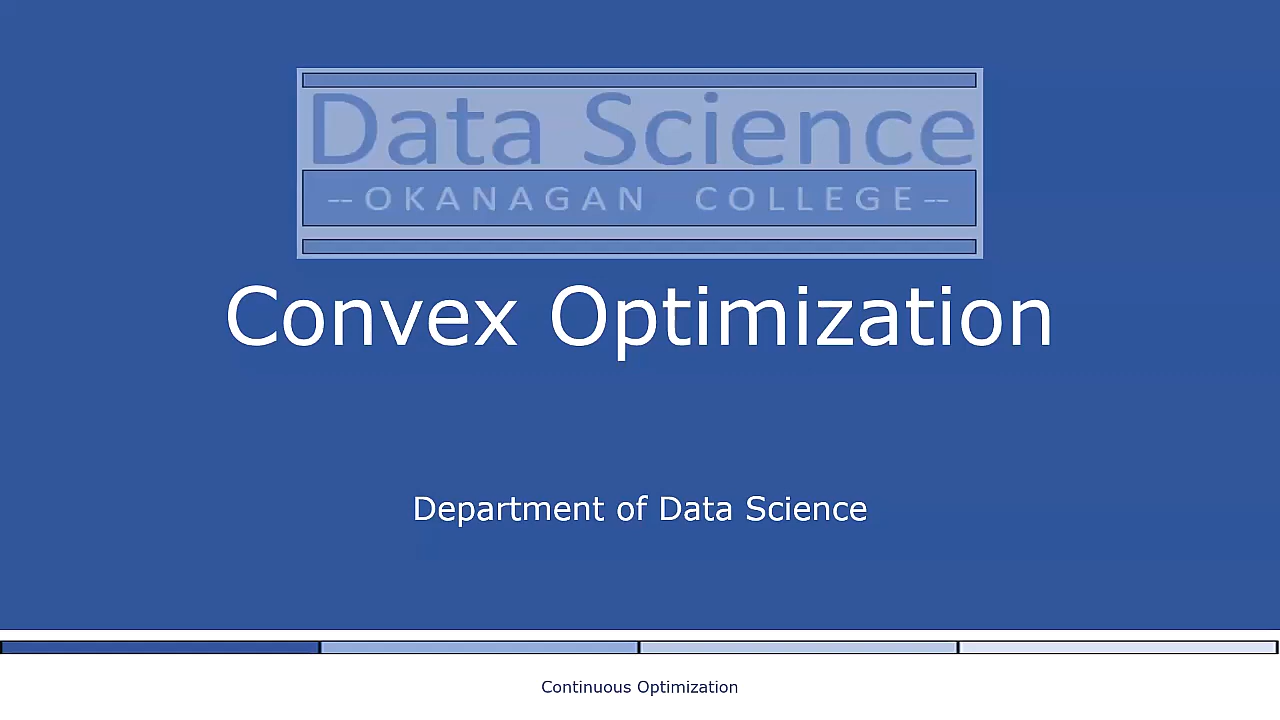 Data Science
--OKANAGAN COLLEGE--
Convex Optimization
Department of Data Science
Continuous Optimization